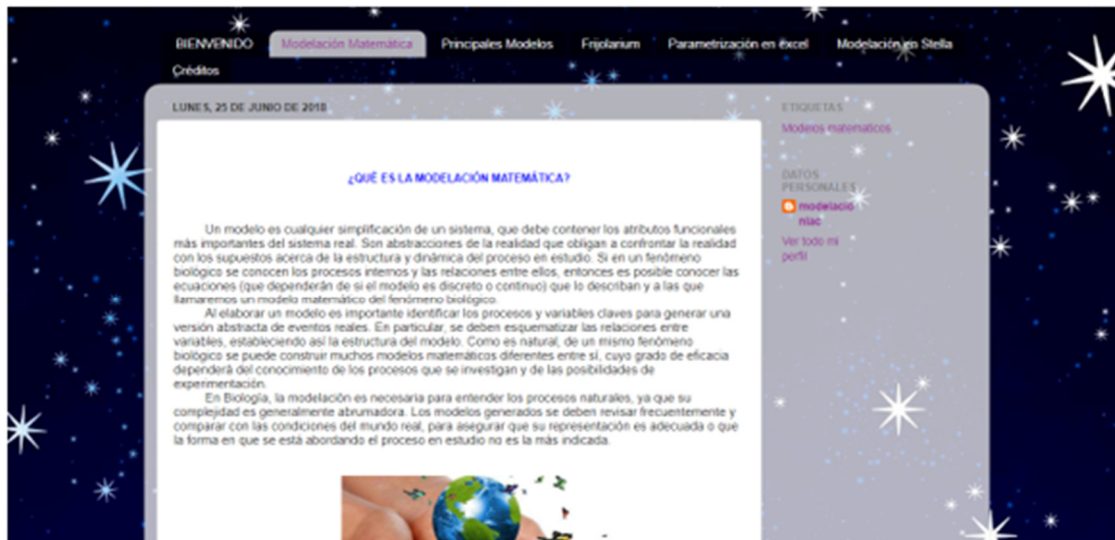 BIENVENIDO
Modelación Matemática
Principales Modelos
Frijolarium
Parametrización en excel
Modelación en Stella
Créditos
LUNES, 25 DE JUNIO DE 2018
¿QUÉ ES LA MODELACIÓN MATEMÁTICA?
Un modelo es cualquier simplificación de un sistema, que debe contener los atributos funcionales
más importantes del sistema real. Son abstracciones de la realidad que obligan a confrontar la realidad
con los supuestos acerca de la estructura y dinámica del proceso en estudio. Si en un fenómeno
biológico se conocen los procesos internos y las relaciones entre ellos, entonces es posible conocer las
ecuaciones (que dependerán de si el modelo es discreto o continuo) que lo describan y a las que
llamaremos un modelo matemático del fenómeno biológico.
Al elaborar un modelo es importante identificar los procesos y variables claves para generar una
versión abstracta de eventos reales. En particular, se deben esquematizar las relaciones entre
variables, estableciendo así la estructura del modelo. Como es natural, de un mismo fenómeno
biológico se puede construir muchos modelos matemáticos diferentes entre sí, cuyo grado de eficacia
dependerá del conocimiento de los procesos que se investigan y de las posibilidades de
experimentación.
En Biología, la modelación es necesaria para entender los procesos naturales, ya que su
complejidad es generalmente abrumadora. Los modelos generados se deben revisar frecuentemente y
comparar con las condiciones del mundo real, para asegurar que su representación es adecuada o que
la forma en que se está abordando el proceso en estudio no es la más indicada.
ETIQUETAS
Modelos matematicos
DATOS
PERSONALES
modelacio
nlac
Ver todo mi
perfil